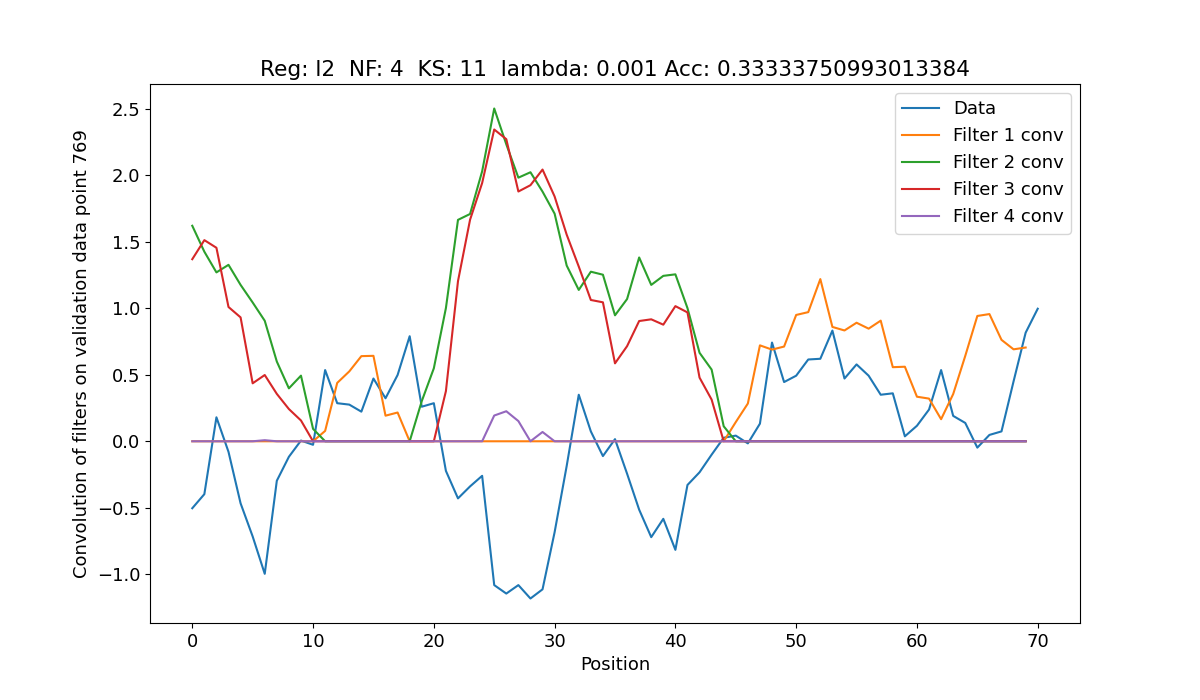 Reg: l2  NF: 4  KS: 11  lambda: 0.001 Acc: 0.33333750993013384
Convolution of filters on validation data point 769
2.5
2.0
1.5
1.0
0.5
0.0
−0.5
−1.0
Data
Filter 1 conv
Filter 2 conv
Filter 3 conv
Filter 4 conv
0 10 20 30 40 50 60 70
Position